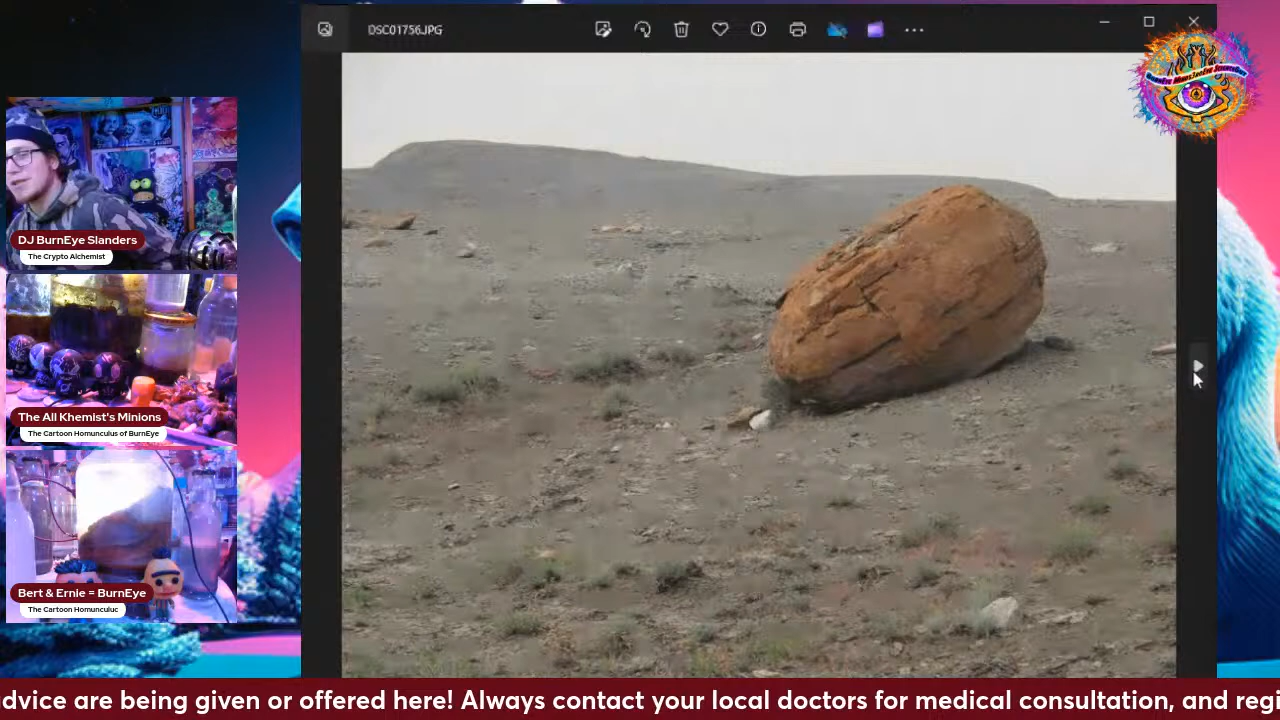 DSC01756.JPG
DJ BurnEye Slanders
The Crypto Alchemist
The All Khemist's Minions
The Cartoon Homunculus of BurnEye
Bert & Ernie = BurnEye
The Cartoon Homunculuc
dvice are being given or offered here! Always contact your local doctors for medical consultation, and regi